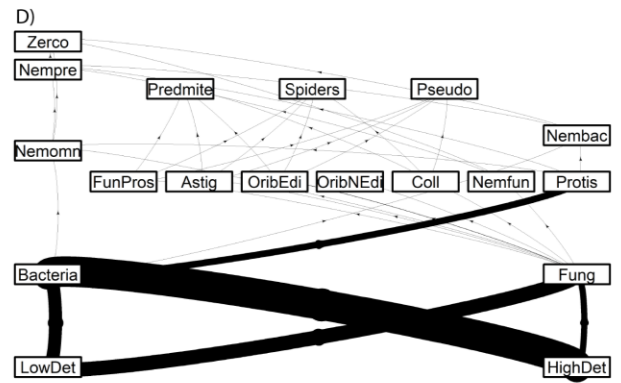 D)
Zerco
Nempre
Predmite Spiders Pseudo
Nembac
Nemomn
FunPros Astig OribEdi OribNEdi Coll Nemfun Protis
Bacteria Fung
LowDet HighDet